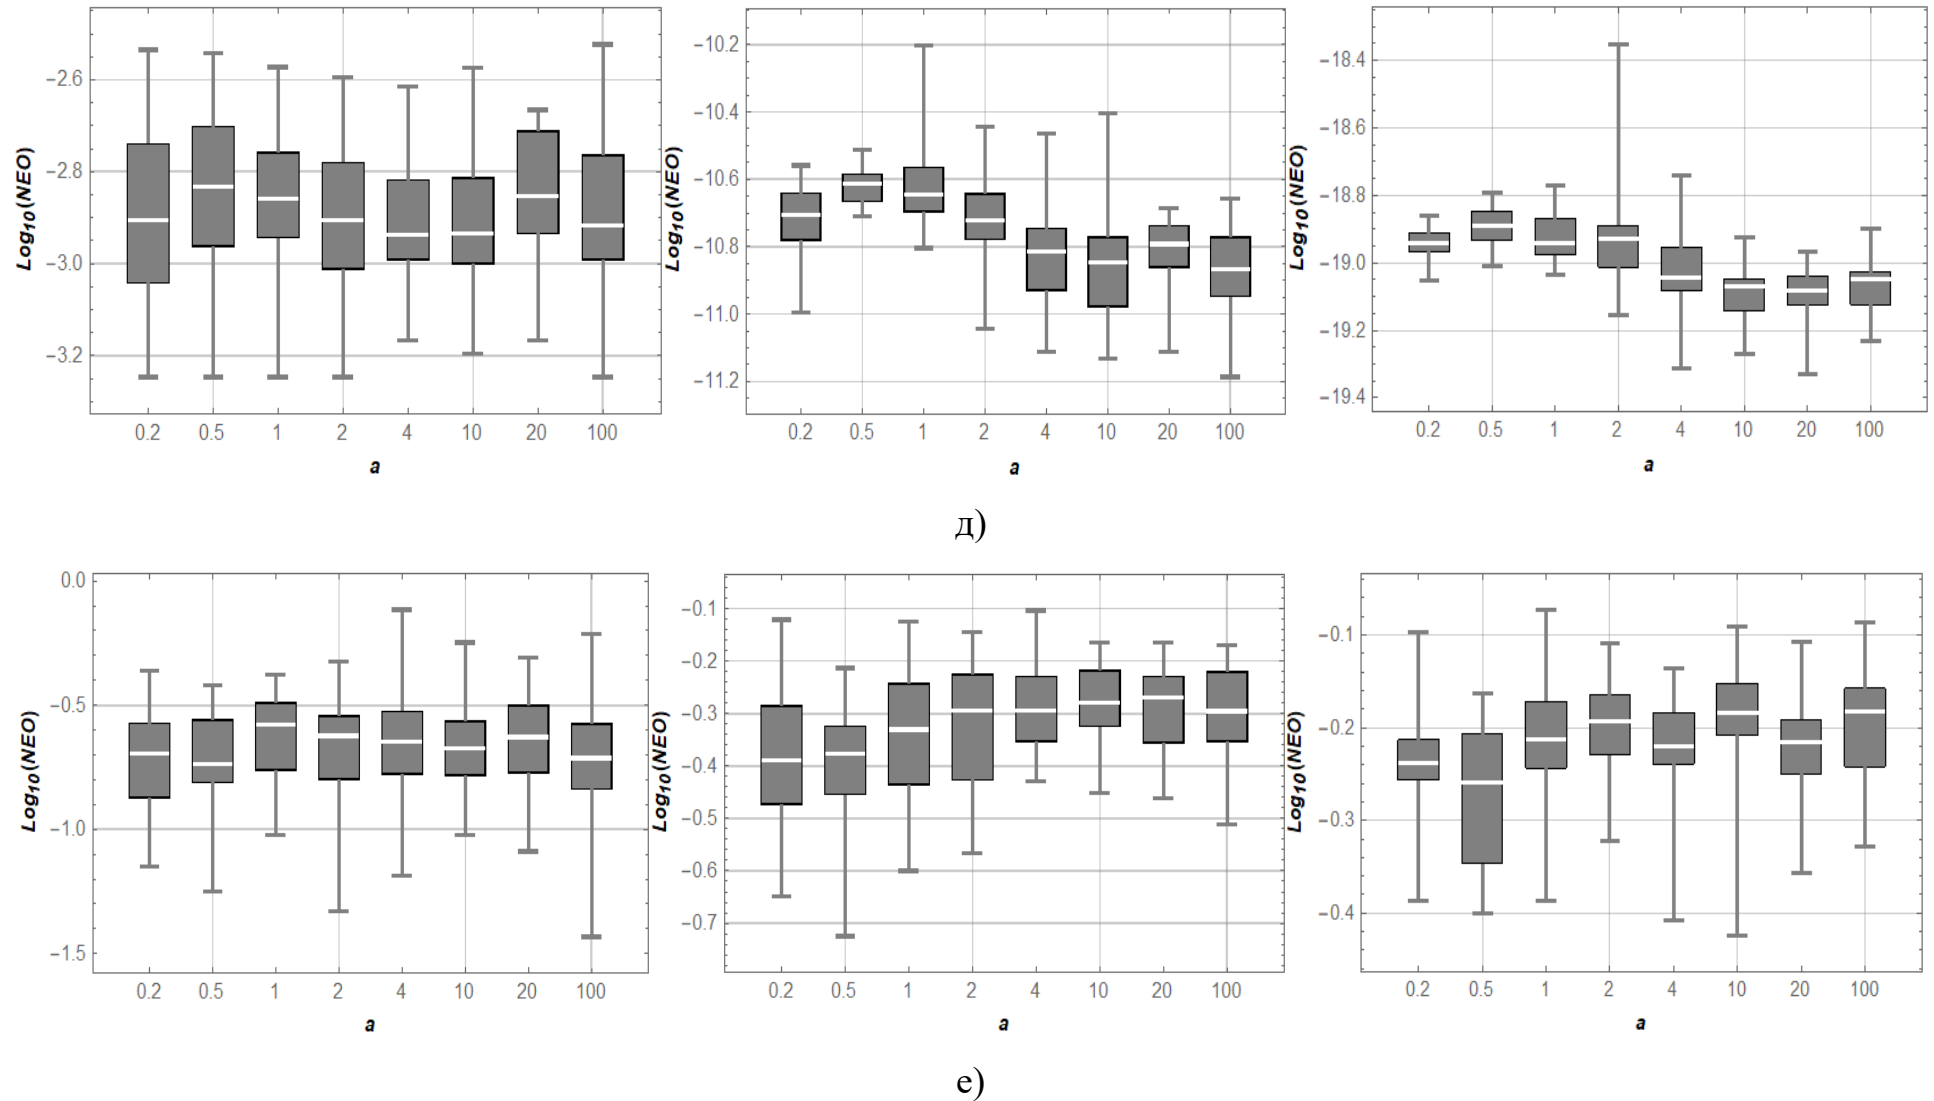 −2.6
−2.8
−3.0
−3.2
Log10(NEO)
0.2 0.5 1 2 4 10 20 100
a
−10.2
−10.4
−10.6
−10.8
−11.0
−11.2
Log10(NEO)
0.2 0.5 1 2 4 10 20 100
a
−18.4
−18.6
−18.8
−19.0
−19.2
−19.4
Log10(NEO)
0.2 0.5 1 2 4 10 20 100
a
д)
0.0
−0.5
−1.0
−1.5
Log10(NEO)
0.2 0.5 1 2 4 10 20 100
a
−0.1
−0.2
−0.3
−0.4
−0.5
−0.6
−0.7
Log10(NEO)
0.2 0.5 1 2 4 10 20 100
a
−0.1
−0.2
−0.3
−0.4
Log10(NEO)
0.2 0.5 1 2 4 10 20 100
a
е)